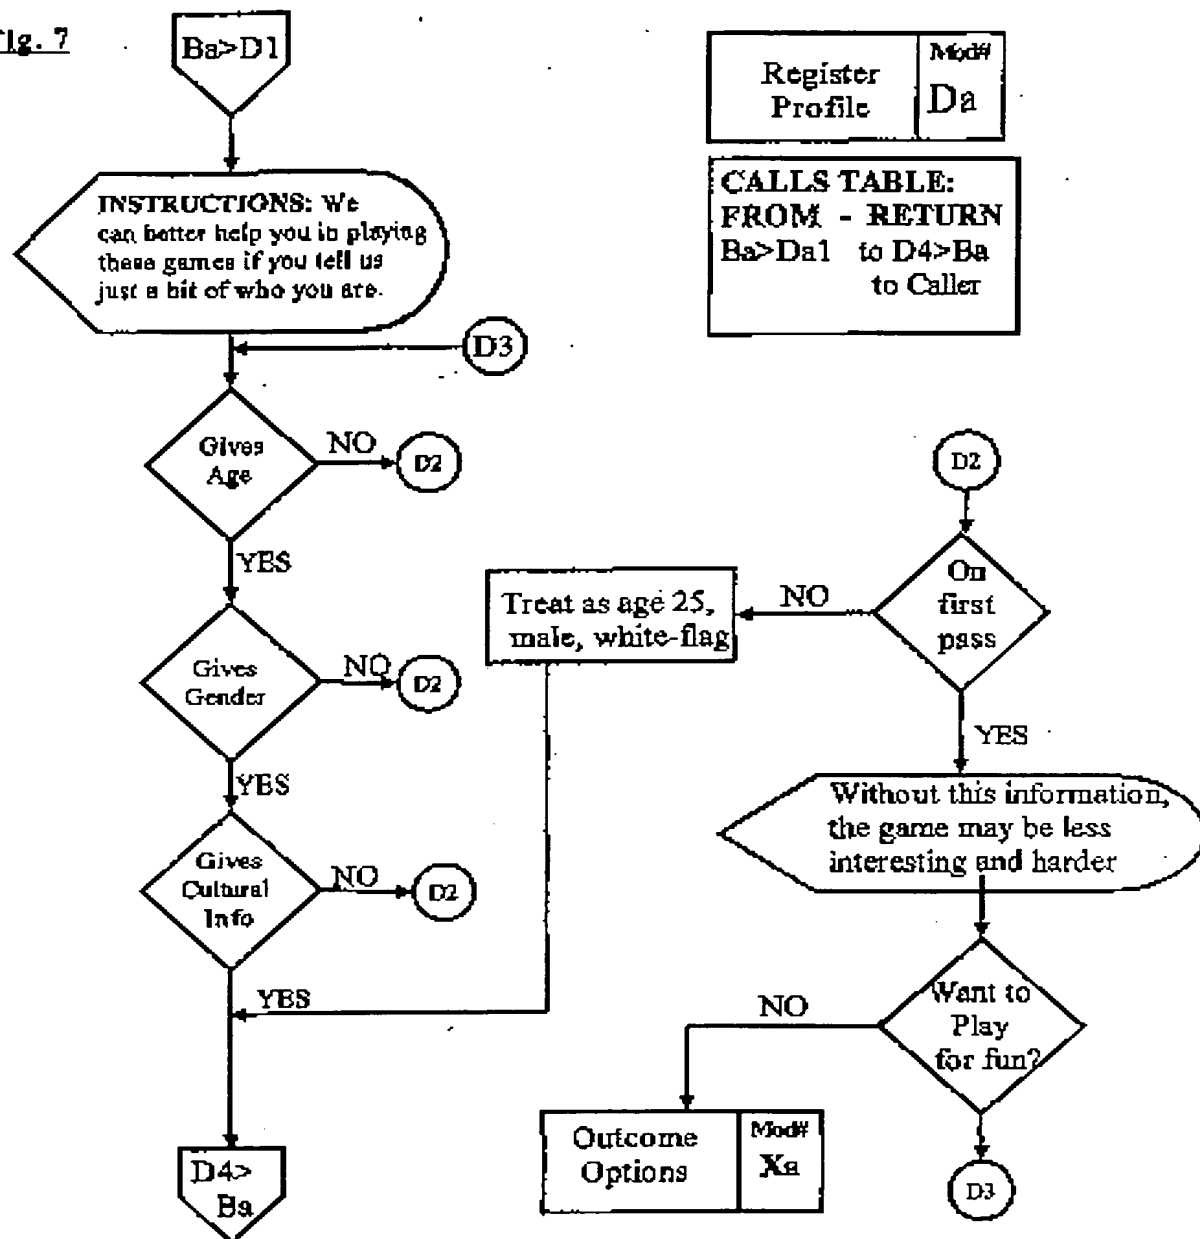 Fig. 7
Ba>D1
Register
Profile
Mod#
Da
CALLS TABLE:
FROM - RETURN
Ba>Da1 to D4>Ba
to Caller
INSTRUCTIONS: We
can better help you in playing
these games if you tell us
just a bit of who you are.
D3
Gives
Age
NO
D2
YES
Gives
Gender
NO
D2
YES
Gives
Cultural
Info
NO
D2
YES
D4>
Ba
D2
On
first
pass
NO
Treat as age 25,
male, white-flag
YES
Without this information,
the game may be less
interesting and harder
Want to
Play
for fun?
NO
Outcome
Options
Mod#
Xa
D3